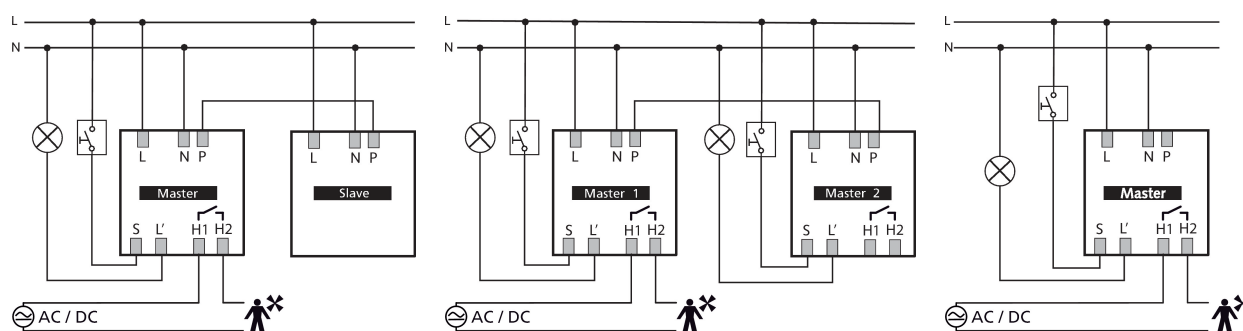 L
N
L N P
Master
S L' H1 H2
AC / DC
L N P
Slave
L
N
L N P
Master 1
S L' H1 H2
AC / DC
L N P
Master 2
S L' H1 H2
L
N
L N P
Master
S L' H1 H2
AC / DC